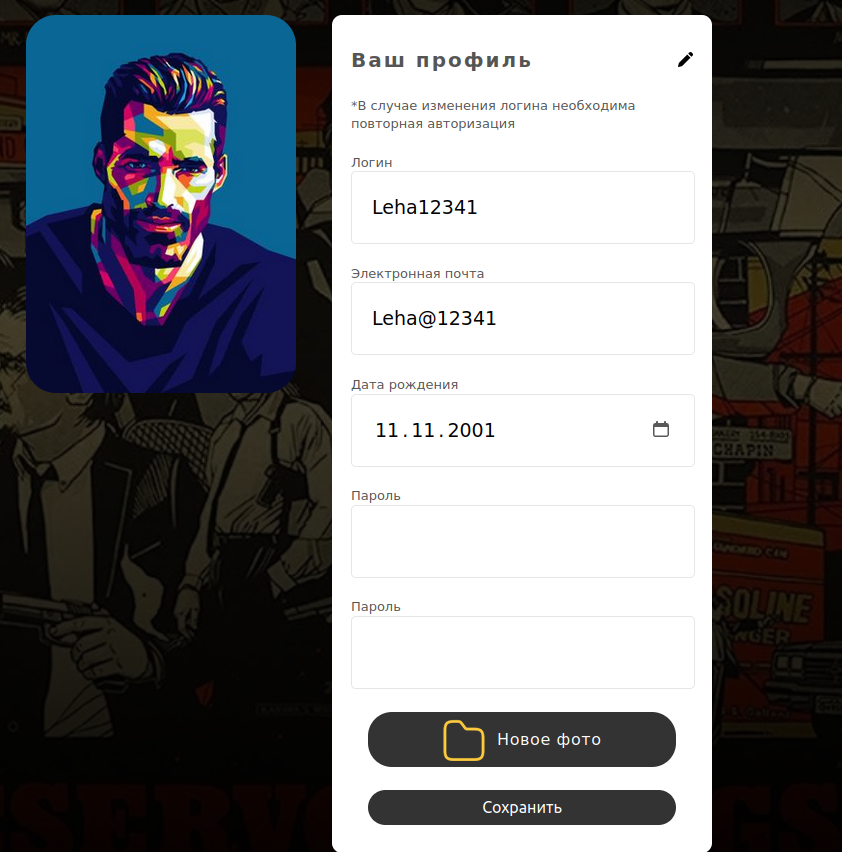 Ваш профиль
*В случае изменения логина необходима
повторная авторизация
Логин
Leha12341
Электронная почта
Leha@12341
Дата рождения
11.11.2001
Пароль
Пароль
Новое фото
Сохранить
CHAPIN